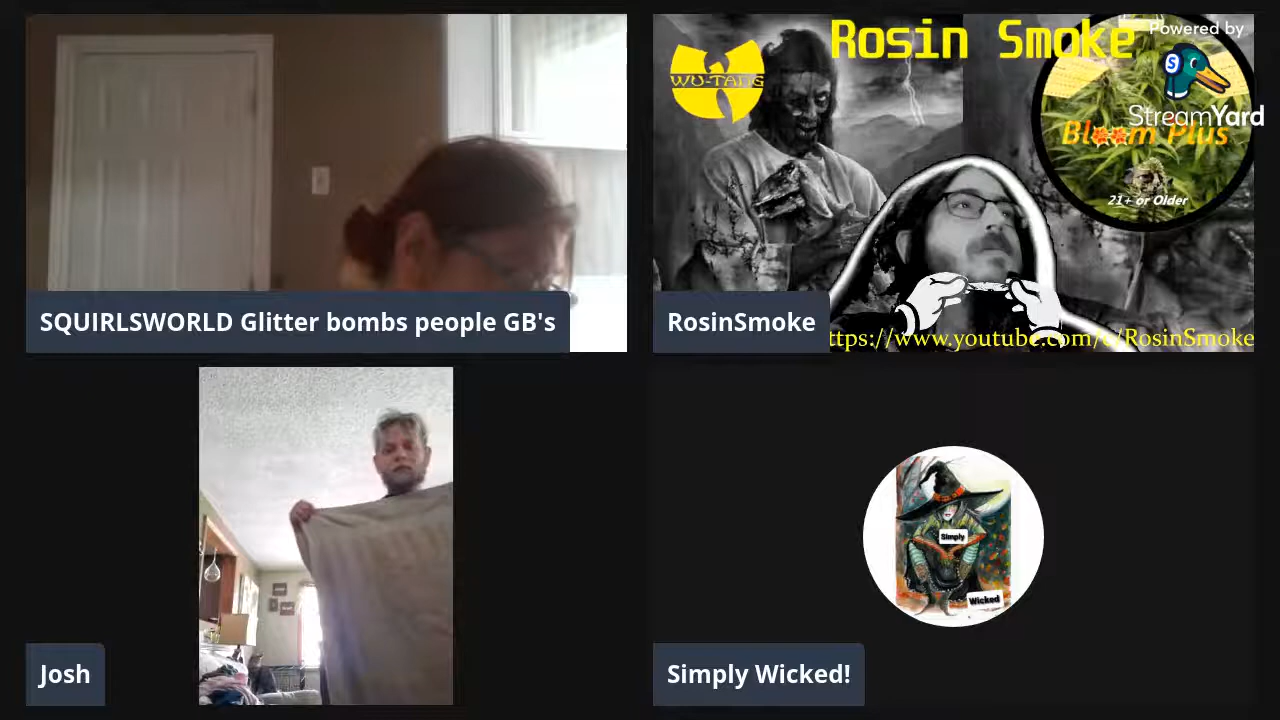 Rosin Smoke
Powered by
StreamYard
WU-TANG
Bloom Plus
21+ or Older
SQUIRLSWORLD Glitter bombs people GB's
RosinSmoke
ttps://www.youtube.com/c/RosinSmoke
Simply
Wicked
Josh
Simply Wicked!